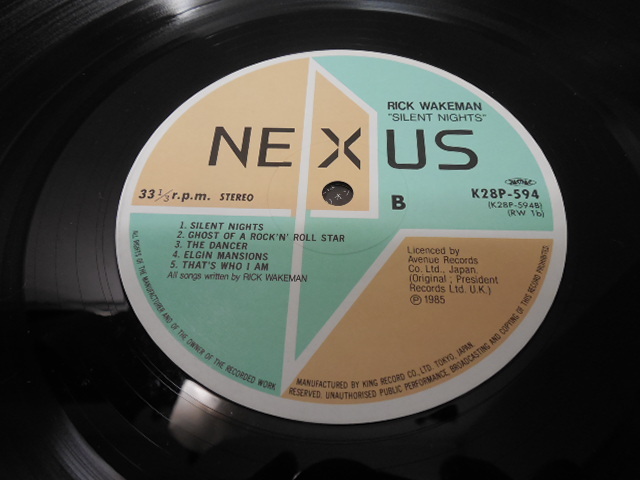 RICK WAKEMAN
"SILENT NIGHTS"
NEXUS
33 1/3 r.p.m. STEREO
B
K28P-594
(K28P-594B)
(RW 1b)
1. SILENT NIGHTS
2. GHOST OF A ROCK'N' ROLL STAR
3. THE DANCER
4. ELGIN MANSIONS
5. THAT'S WHO I AM
All songs written by RICK WAKEMAN
Licenced by
Avenue Records
Co. Ltd., Japan.
(Original ; President
Records Ltd. U.K.)
Ⓟ 1985
ALL RIGHTS OF THE MANUFACTURER AND OF THE OWNER OF THE RECORDED WORK
RESERVED. UNAUTHORISED PUBLIC PERFORMANCE, BROADCASTING AND COPYING OF THIS RECORD PROHIBITED
MANUFACTURED BY KING RECORD CO., LTD. TOKYO, JAPAN